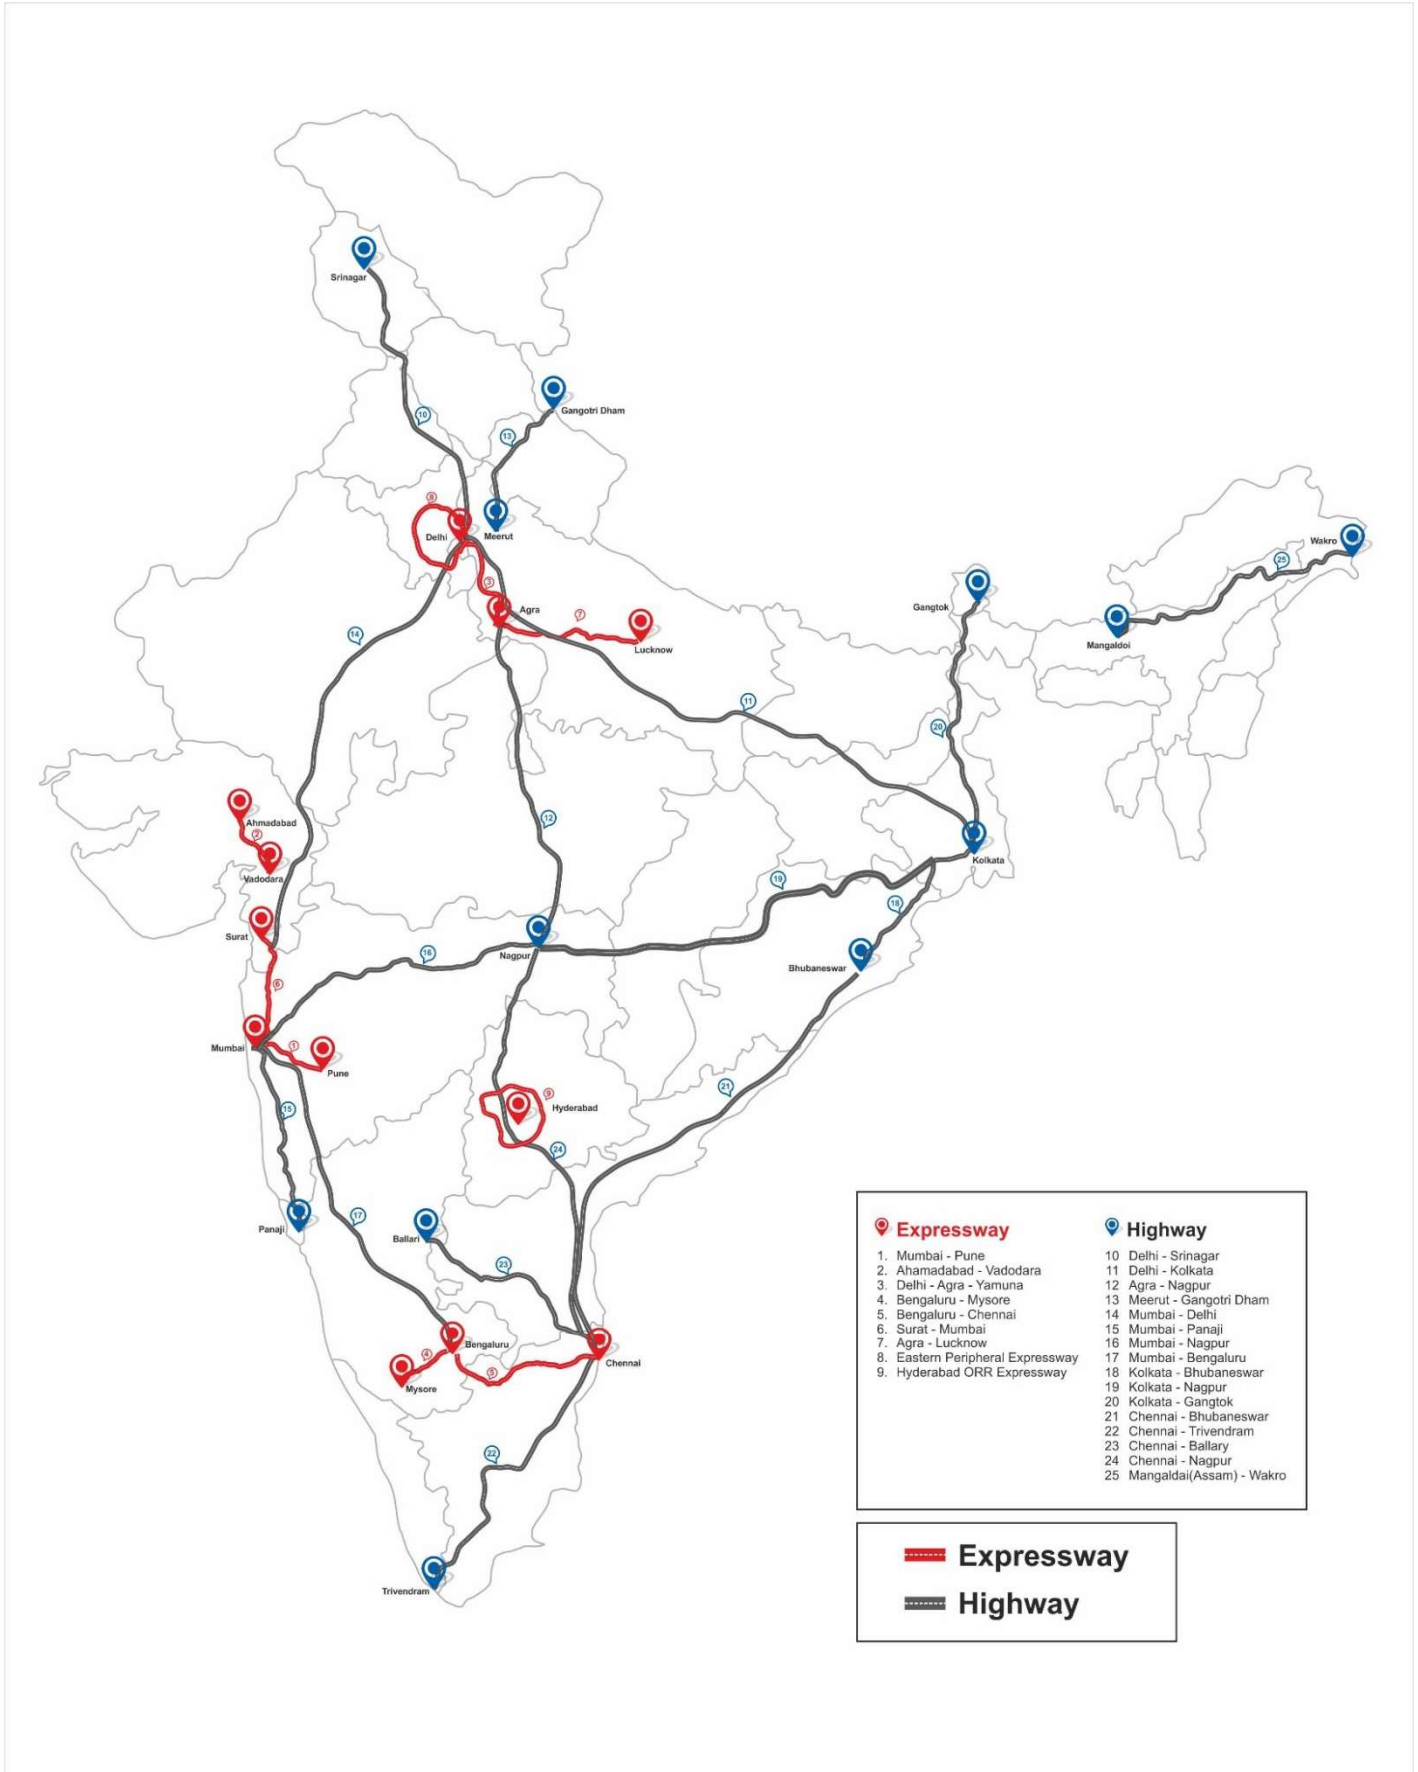 Srinagar
Gangotri Dham
10
13
8
Delhi
Meerut
Wakro
25
3
Agra
7
Gangtok
14
Lucknow
Mangaldoi
11
20
Ahmadabad
2
12
Kolkata
Vadodara
19
18
Surat
16
Nagpur
Bhubaneswar
6
Mumbai
1
Pune
21
9
15
Hyderabad
24
17
Panaji
Ballari
23
Bengaluru
4
5
Chennai
Mysore
22
Trivendram
Expressway
1. Mumbai - Pune
2. Ahamadabad - Vadodara
3. Delhi - Agra - Yamuna
4. Bengaluru - Mysore
5. Bengaluru - Chennai
6. Surat - Mumbai
7. Agra - Lucknow
8. Eastern Peripheral Expressway
9. Hyderabad ORR Expressway
Highway
10 Delhi - Srinagar
11 Delhi - Kolkata
12 Agra - Nagpur
13 Meerut - Gangotri Dham
14 Mumbai - Delhi
15 Mumbai - Panaji
16 Mumbai - Nagpur
17 Mumbai - Bengaluru
18 Kolkata - Bhubaneswar
19 Kolkata - Nagpur
20 Kolkata - Gangtok
21 Chennai - Bhubaneswar
22 Chennai - Trivendram
23 Chennai - Ballary
24 Chennai - Nagpur
25 Mangaldai(Assam) - Wakro
Expressway
Highway